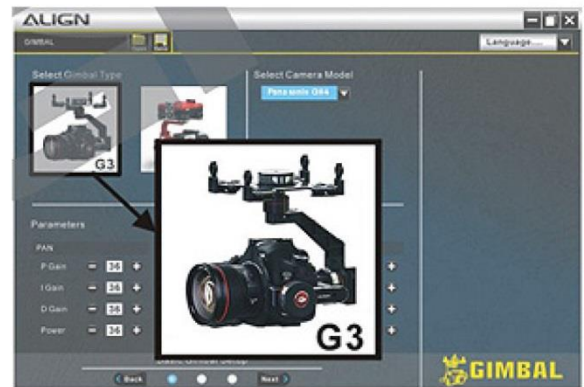 ALIGN
GIMBAL
Language....
Select Gimbal Type
Select Camera Model
Panasonic GH4
G3
G3
Parameters
PAN
P Gain - 36 +
I Gain - 36 +
D Gain - 36 +
Power - 36 +
Basic Gimbal Setup
Back
Next
GIMBAL